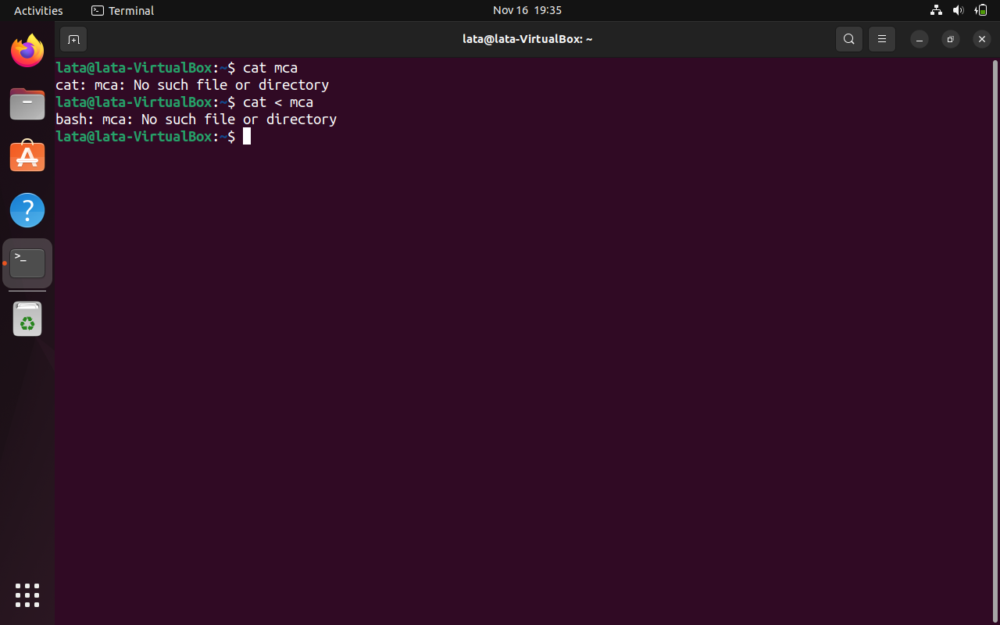 Activities
Terminal
Nov 16 19:35
lata@lata-VirtualBox: ~
lata@lata-VirtualBox:~$ cat mca
cat: mca: No such file or directory
lata@lata-VirtualBox:~$ cat < mca
bash: mca: No such file or directory
lata@lata-VirtualBox:~$